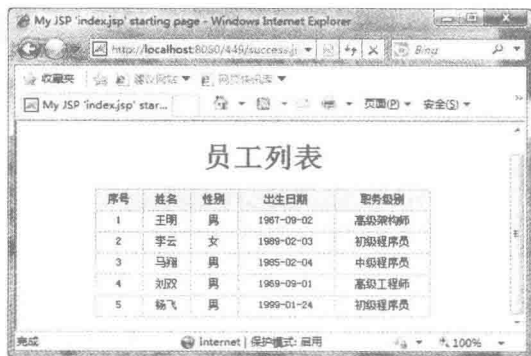 My JSP 'index.jsp' starting page - Windows Internet Explorer
http://localhost:8080/449/success.j
Bing
收藏夹 建议网站 网页快讯库
My JSP 'index.jsp' star... 页面(P) 安全(S)
员工列表
序号 姓名 性别 出生日期 职务级别
1 王明 男 1967-09-02 高级架构师
2 李云 女 1989-02-03 初级程序员
3 马翔 男 1985-02-04 中级程序员
4 刘双 男 1969-09-01 高级工程师
5 杨飞 男 1999-01-24 初级程序员
完成 Internet | 保护模式: 启用 100%